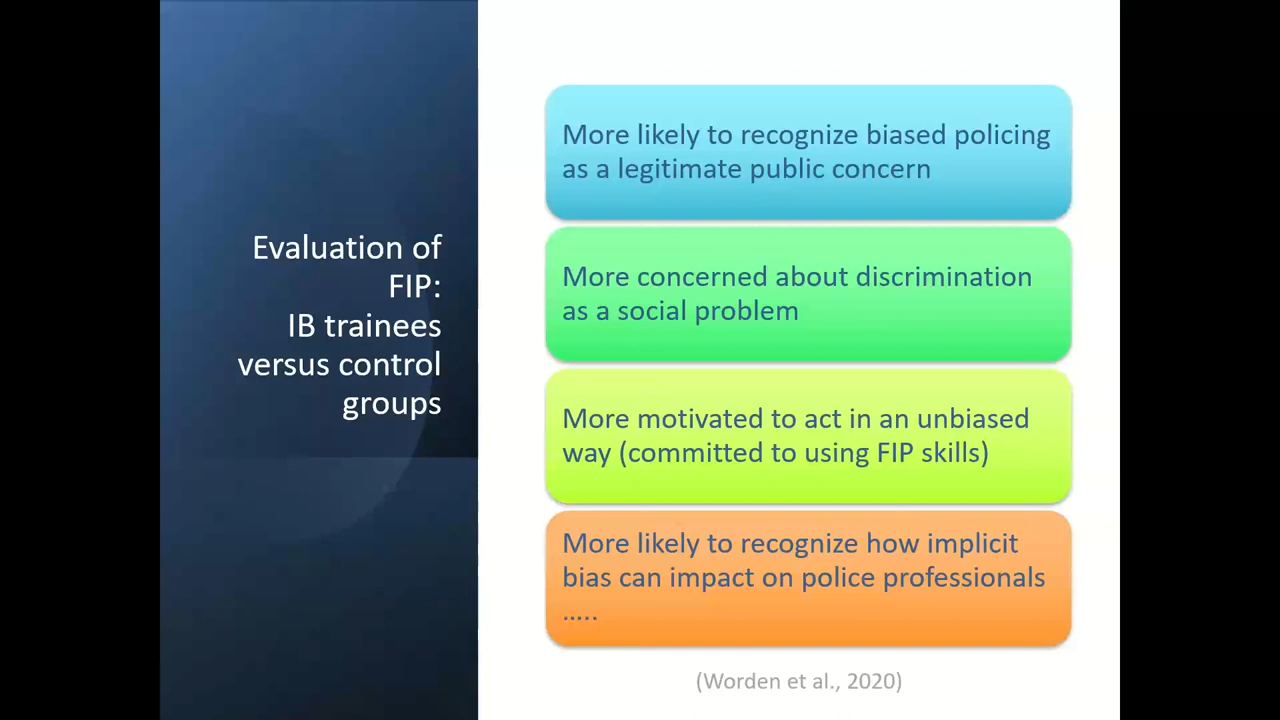 Evaluation of
FIP:
IB trainees
versus control
groups
More likely to recognize biased policing
as a legitimate public concern
More concerned about discrimination
as a social problem
More motivated to act in an unbiased
way (committed to using FIP skills)
More likely to recognize how implicit
bias can impact on police professionals
…..
(Worden et al., 2020)